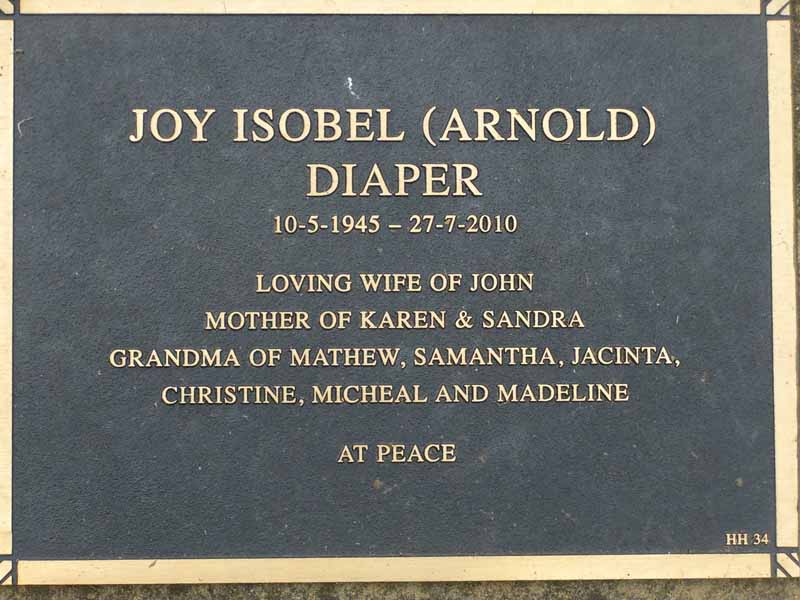 JOY ISOBEL (ARNOLD)
DIAPER
10-5-1945 – 27-7-2010
LOVING WIFE OF JOHN
MOTHER OF KAREN & SANDRA
GRANDMA OF MATHEW, SAMANTHA, JACINTA,
CHRISTINE, MICHEAL AND MADELINE
AT PEACE
HH 34